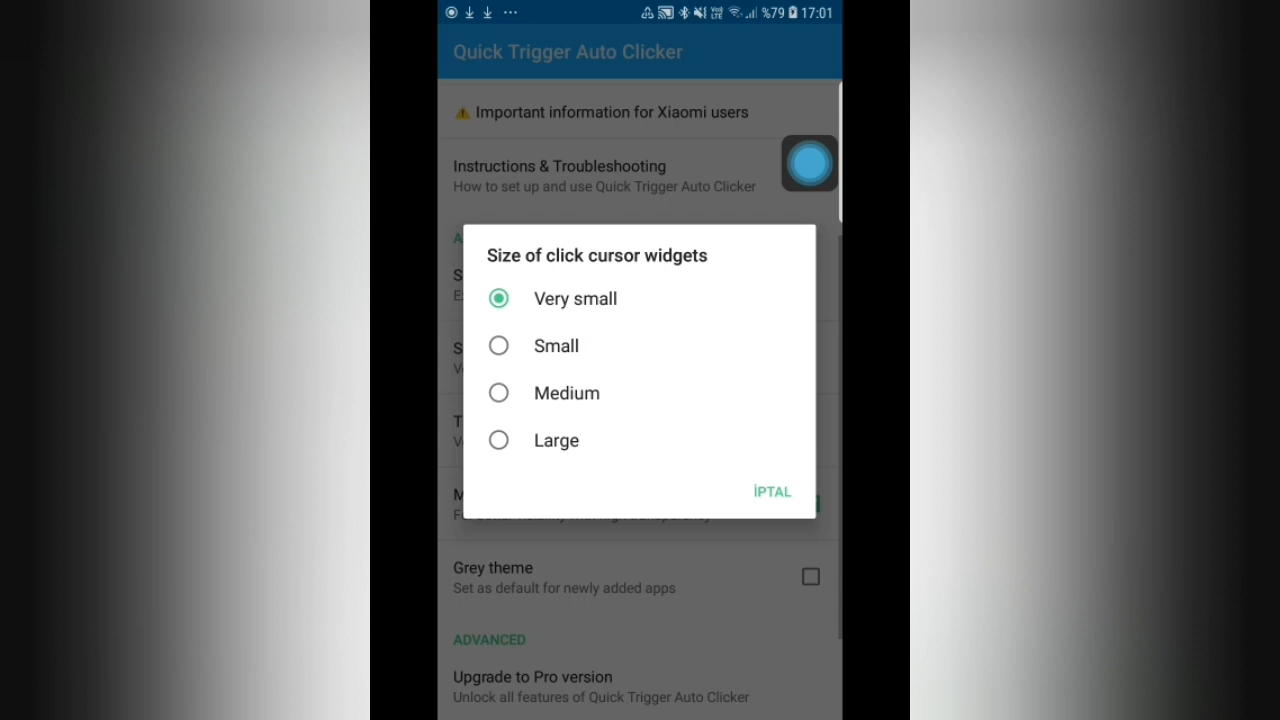 %79 17:01
Quick Trigger Auto Clicker
Important information for Xiaomi users
Instructions & Troubleshooting
How to set up and use Quick Trigger Auto Clicker
Size of click cursor widgets
Very small
Small
Medium
Large
İPTAL
Grey theme
Set as default for newly added apps
ADVANCED
Upgrade to Pro version
Unlock all features of Quick Trigger Auto Clicker